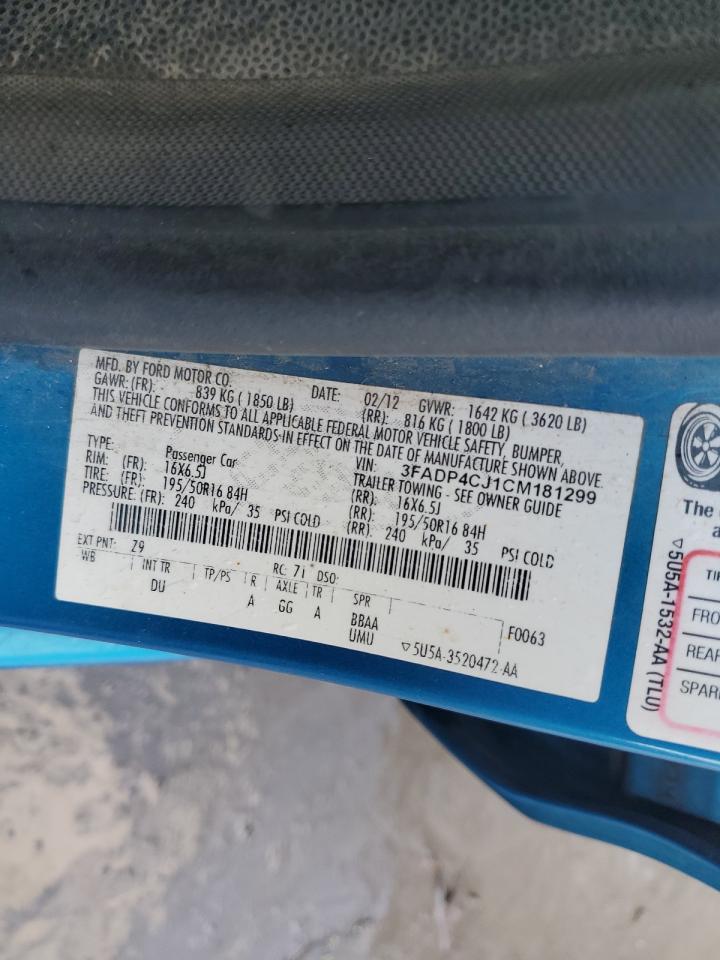 MFD. BY FORD MOTOR CO.
DATE: 02/12 GVWR: 1642 KG ( 3620 LB)
GAWR: (FR): 839 KG ( 1850 LB) (RR): 816 KG ( 1800 LB)
THIS VEHICLE CONFORMS TO ALL APPLICABLE FEDERAL MOTOR VEHICLE SAFETY, BUMPER,
AND THEFT PREVENTION STANDARDS IN EFFECT ON THE DATE OF MANUFACTURE SHOWN ABOVE.
VIN: 3FADP4CJ1CM181299
TYPE: Passenger Car TRAILER TOWING - SEE OWNER GUIDE
RIM: (FR): 16X6.5J (RR): 16X6.5J
TIRE: (FR): 195/50R16 84H (RR): 195/50R16 84H
PRESSURE: (FR): 240 kPa/ 35 PSI COLD (RR): 240 kPa/ 35 PSI COLD
EXT PNT: Z9 RC: 71 DSO:
WB INT TR TP/PS R AXLE TR SPR
DU A GG A BBAA F0063
UMU ▽5U5A-3520472-AA
The
▽5U5A-1532-AA (TLU)
SPAR